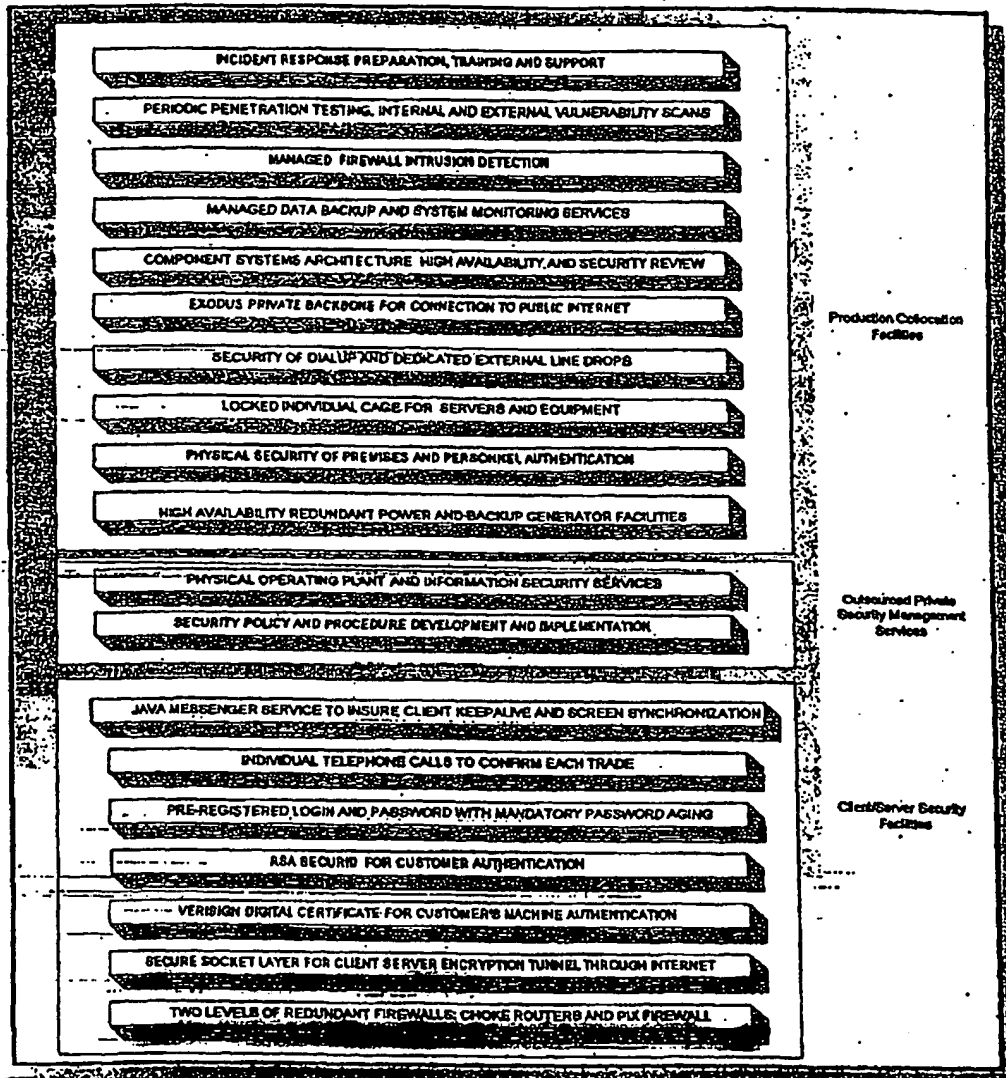 INCIDENT RESPONSE PREPARATION, TRAINING AND SUPPORT
PERIODIC PENETRATION TESTING, INTERNAL AND EXTERNAL VULNERABILITY SCANS
MANAGED FIREWALL INTRUSION DETECTION
MANAGED DATA BACKUP AND SYSTEM MONITORING SERVICES
COMPONENT SYSTEMS ARCHITECTURE HIGH AVAILABILITY AND SECURITY REVIEW
EXODUS PRIVATE BACKBONE FOR CONNECTION TO PUBLIC INTERNET
Production Collocation
Facilities
SECURITY OF DIALUP AND DEDICATED EXTERNAL LINE DROPS
LOCKED INDIVIDUAL CAGE FOR SERVERS AND EQUIPMENT
PHYSICAL SECURITY OF PREMISES AND PERSONNEL AUTHENTICATION
HIGH AVAILABILITY REDUNDANT POWER AND BACKUP GENERATOR FACILITIES
PHYSICAL OPERATING PLANT AND INFORMATION SECURITY SERVICES
SECURITY POLICY AND PROCEDURE DEVELOPMENT AND IMPLEMENTATION
Outsourced Private
Security Management
Services
JAVA MESSENGER SERVICE TO INSURE CLIENT KEEPALIVE AND SCREEN SYNCHRONIZATION
INDIVIDUAL TELEPHONE CALLS TO CONFIRM EACH TRADE
PRE-REGISTERED LOGIN AND PASSWORD WITH MANDATORY PASSWORD AGING
Client/Server Security
Facilities
RSA SECURID FOR CUSTOMER AUTHENTICATION
VERISIGN DIGITAL CERTIFICATE FOR CUSTOMER'S MACHINE AUTHENTICATION
SECURE SOCKET LAYER FOR CLIENT SERVER ENCRYPTION TUNNEL THROUGH INTERNET
TWO LEVELS OF REDUNDANT FIREWALLS; CHOKE ROUTERS AND PIX FIREWALL